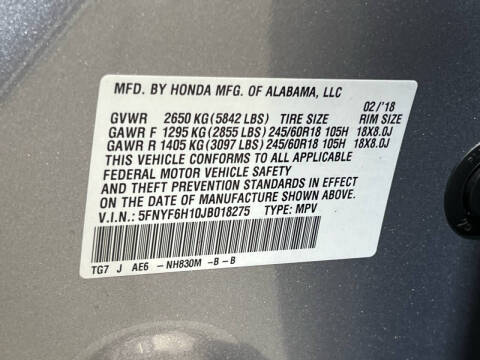 MFD. BY HONDA MFG. OF ALABAMA, LLC
02/'18
GVWR 2650 KG (5842 LBS) TIRE SIZE RIM SIZE
GAWR F 1295 KG (2855 LBS) 245/60R18 105H 18X8.0J
GAWR R 1405 KG (3097 LBS) 245/60R18 105H 18X8.0J
THIS VEHICLE CONFORMS TO ALL APPLICABLE
FEDERAL MOTOR VEHICLE SAFETY
AND THEFT PREVENTION STANDARDS IN EFFECT
ON THE DATE OF MANUFACTURE SHOWN ABOVE.
V.I.N.: 5FNYF6H10JB018275 TYPE: MPV
TG7 J AE6 -NH830M -B-B